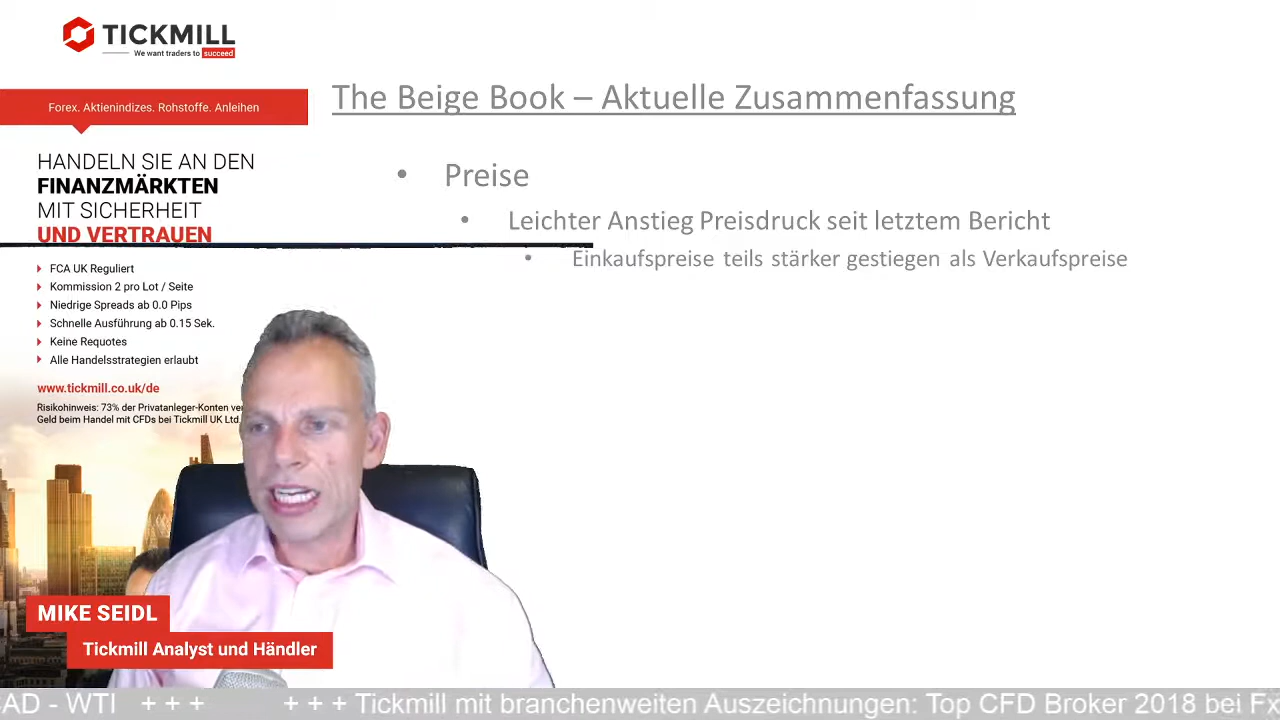 TICKMILL
We want traders to succeed
Forex. Aktienindizes. Rohstoffe. Anleihen
HANDELN SIE AN DEN
FINANZMÄRKTEN
MIT SICHERHEIT
UND VERTRAUEN
FCA UK Reguliert
Kommission 2 pro Lot / Seite
Niedrige Spreads ab 0.0 Pips
Schnelle Ausführung ab 0.15 Sek.
Keine Requotes
Alle Handelsstrategien erlaubt
www.tickmill.co.uk/de
Risikohinweis: 73% der Privatanleger-Konten
Geld beim Handel mit CFDs bei Tickmill UK Ltd
The Beige Book – Aktuelle Zusammenfassung
• Preise
• Leichter Anstieg Preisdruck seit letztem Bericht
• Einkaufspreise teils stärker gestiegen als Verkaufspreise
MIKE SEIDL
Tickmill Analyst und Händler
CAD - WTI + + + + + + Tickmill mit branchenweiten Auszeichnungen: Top CFD Broker 2018 bei Fx